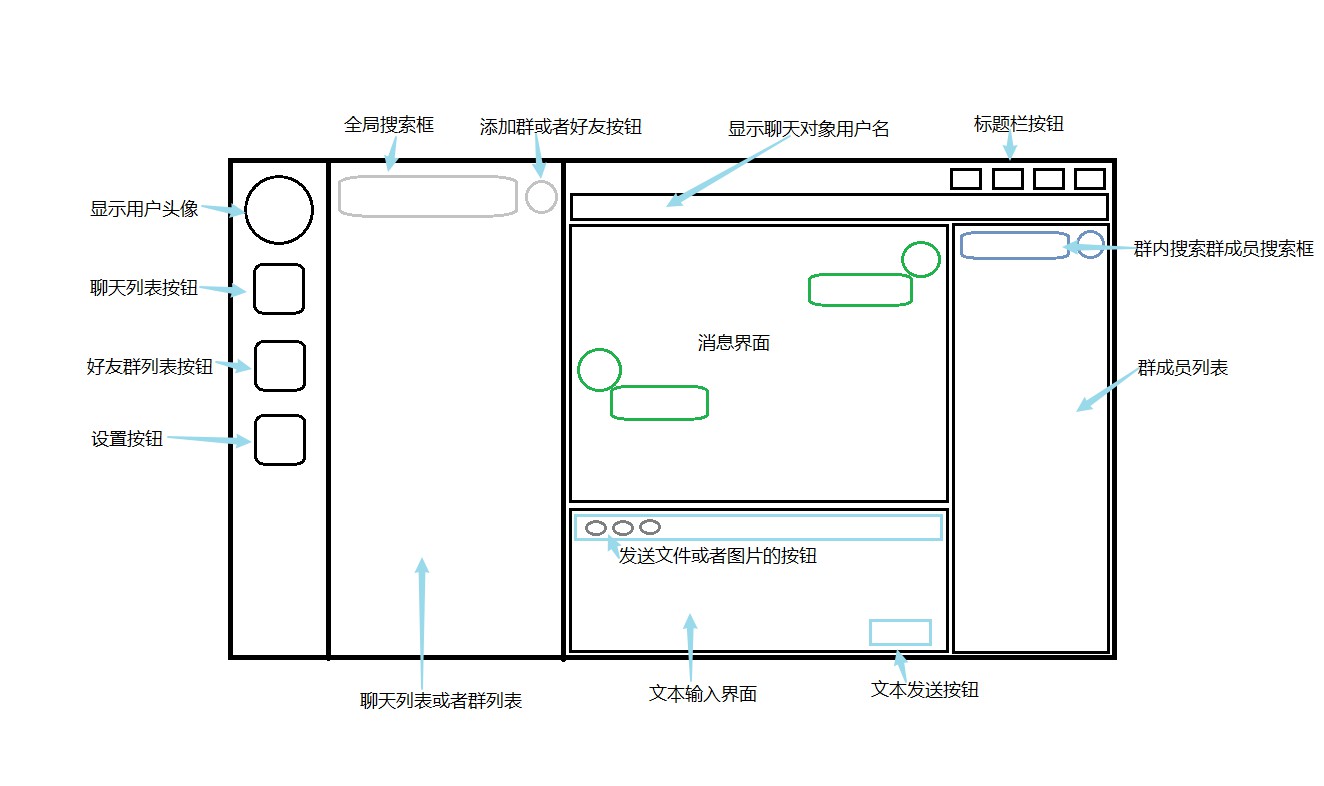 全局搜索框
添加群或者好友按钮
显示聊天对象用户名
标题栏按钮
显示用户头像
群内搜索群成员搜索框
聊天列表按钮
消息界面
好友群列表按钮
群成员列表
设置按钮
发送文件或者图片的按钮
聊天列表或者群列表
文本输入界面
文本发送按钮